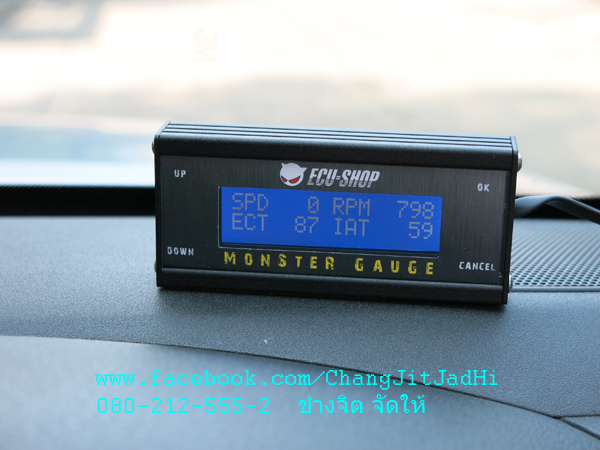 UP
ECU-SHOP
OK
SPD 0 RPM 798
ECT 87 IAT 59
DOWN
MONSTER GAUGE
CANCEL
www.facebook.com/ChangJitJadHi
080-212-555-2 ช่างจิต จัดให้